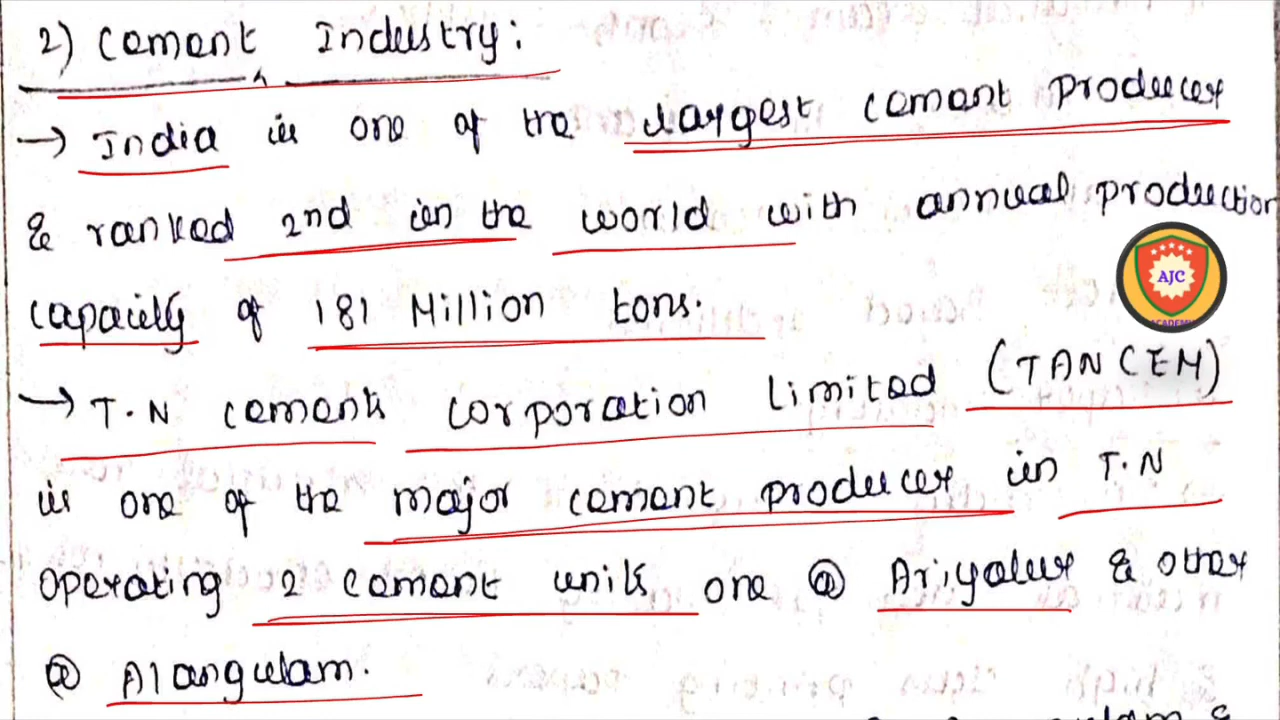 2) Cement Industry:
→ India is one of the largest cement Producer
& ranked 2nd in the world with annual production
capacity of 181 Million tons.
→ T.N cements corporation Limited (TANCEM)
is one of the major cement producer in T.N
operating 2 cement units one @ Ariyalur & other
@ Alangulam.
AJC
ACADEMY